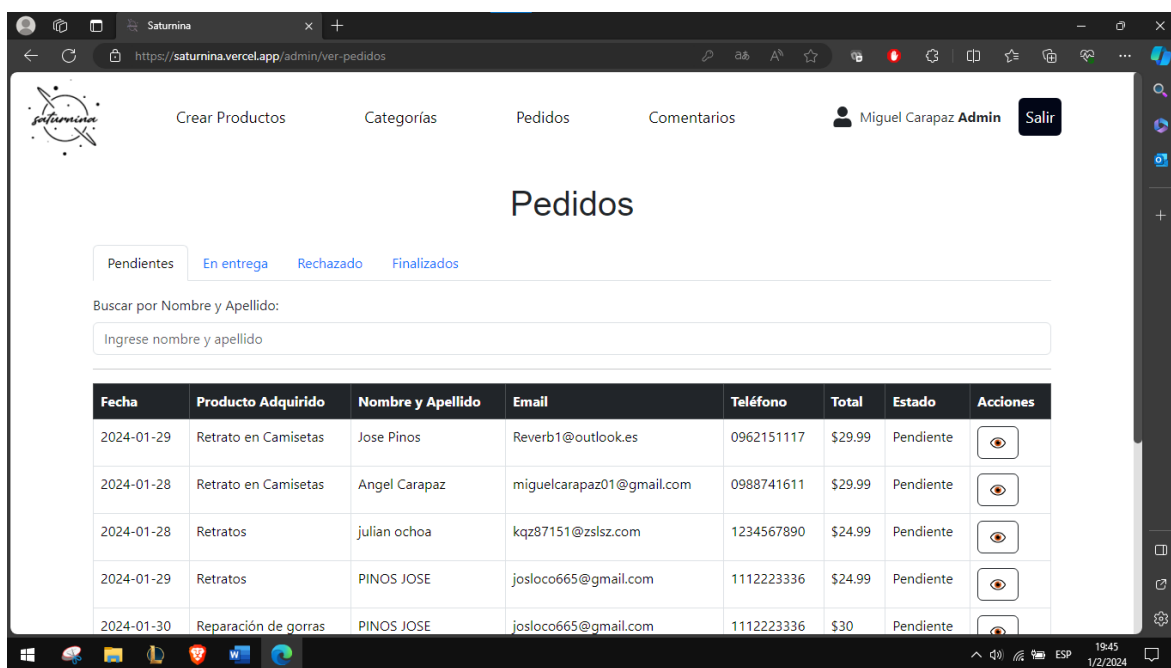 Saturnina
https://saturnina.vercel.app/admin/ver-pedidos
saturnina
Crear Productos Categorías Pedidos Comentarios Miguel Carapaz Admin Salir
Pedidos
Pendientes En entrega Rechazado Finalizados
Buscar por Nombre y Apellido:
Ingrese nombre y apellido
Fecha Producto Adquirido Nombre y Apellido Email Teléfono Total Estado Acciones
2024-01-29 Retrato en Camisetas Jose Pinos Reverb1@outlook.es 0962151117 $29.99 Pendiente
2024-01-28 Retrato en Camisetas Angel Carapaz miguelcarapaz01@gmail.com 0988741611 $29.99 Pendiente
2024-01-28 Retratos julian ochoa kqz87151@zslsz.com 1234567890 $24.99 Pendiente
2024-01-29 Retratos PINOS JOSE josloco665@gmail.com 1112223336 $24.99 Pendiente
2024-01-30 Reparación de gorras PINOS JOSE josloco665@gmail.com 1112223336 $30 Pendiente
ESP 19:45
1/2/2024